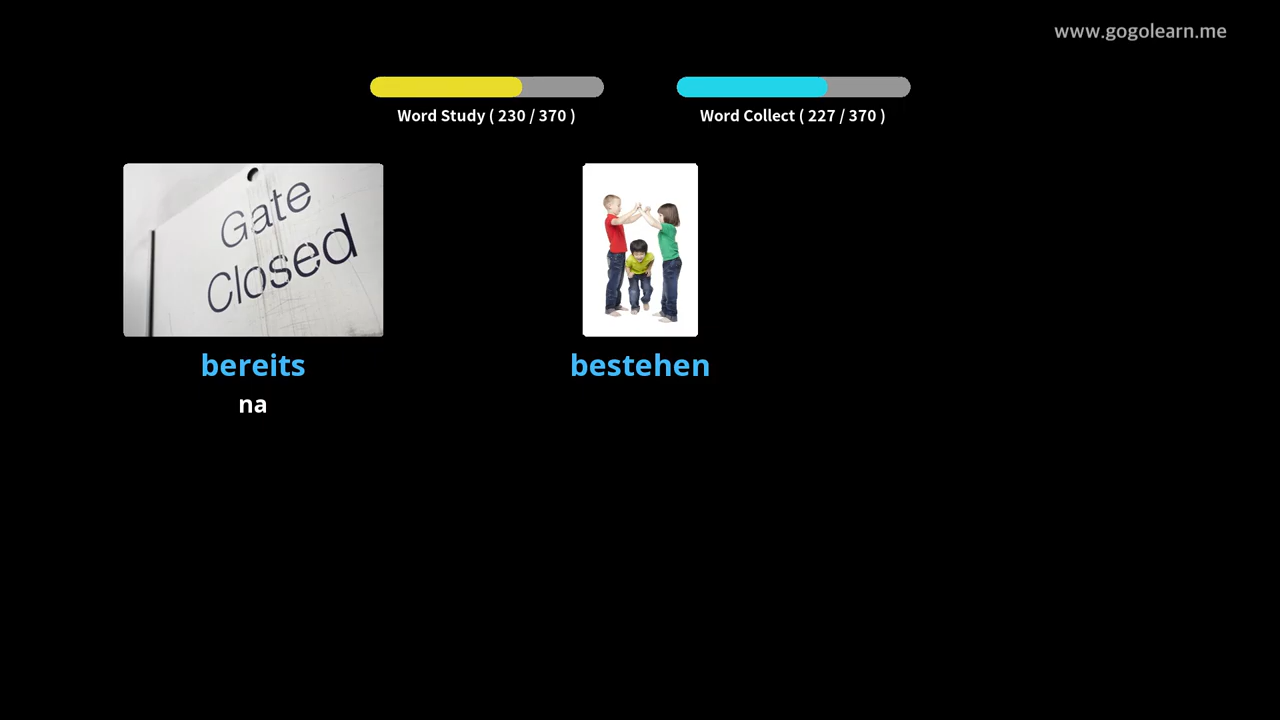 www.gogolearn.me
Word Study ( 230 / 370 )
Word Collect ( 227 / 370 )
Gate
Closed
bereits
bestehen
na